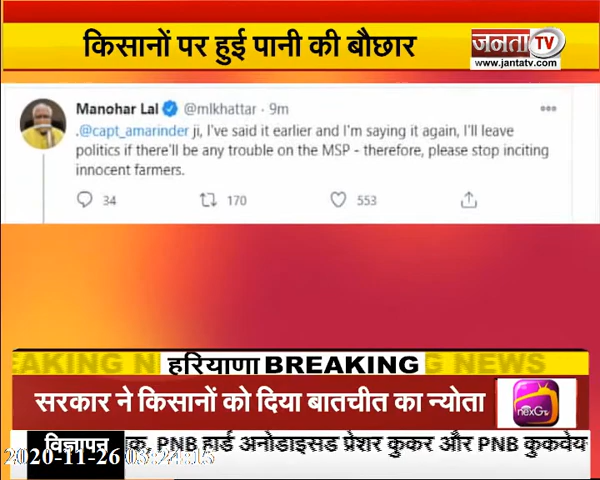 किसानों पर हुई पानी की बौछार
जनता TV
www.jantatv.com
Manohar Lal @mlkhattar · 9m
.@capt_amarinder ji, I've said it earlier and I'm saying it again, I'll leave
politics if there'll be any trouble on the MSP - therefore, please stop inciting
innocent farmers.
34 170 553
EAKING N हरियाणा BREAKING G NEWS
सरकार ने किसानों को दिया बातचीत का न्योता
nexGTv
विज्ञापन क, PNB हार्ड अनोडाइसड प्रेशर कुकर और PNB कुकवेय
2020-11-26